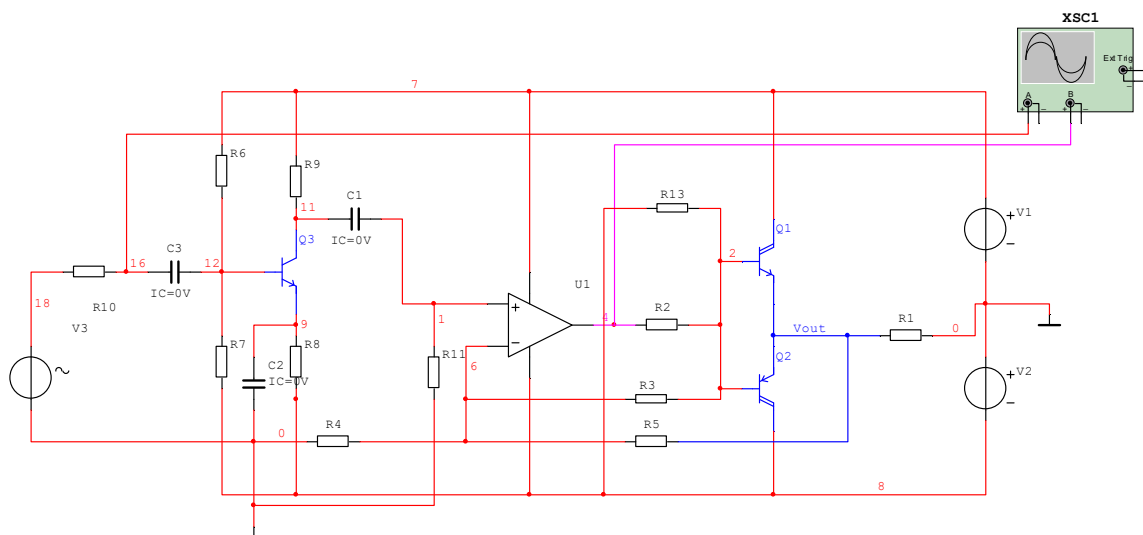 XSC1
Ext Trig
+
−
A
B
+ − + −
7
R6
R9
C1
11
IC=0V
R13
Q1
V1
+
−
Q3
C3
16
12
IC=0V
2
18
R10
V3
U1
1
+
−
4
R2
Vout
R1
0
9
R7
R8
C2
IC=0V
R11
6
Q2
V2
+
−
R3
0
R4
R5
8